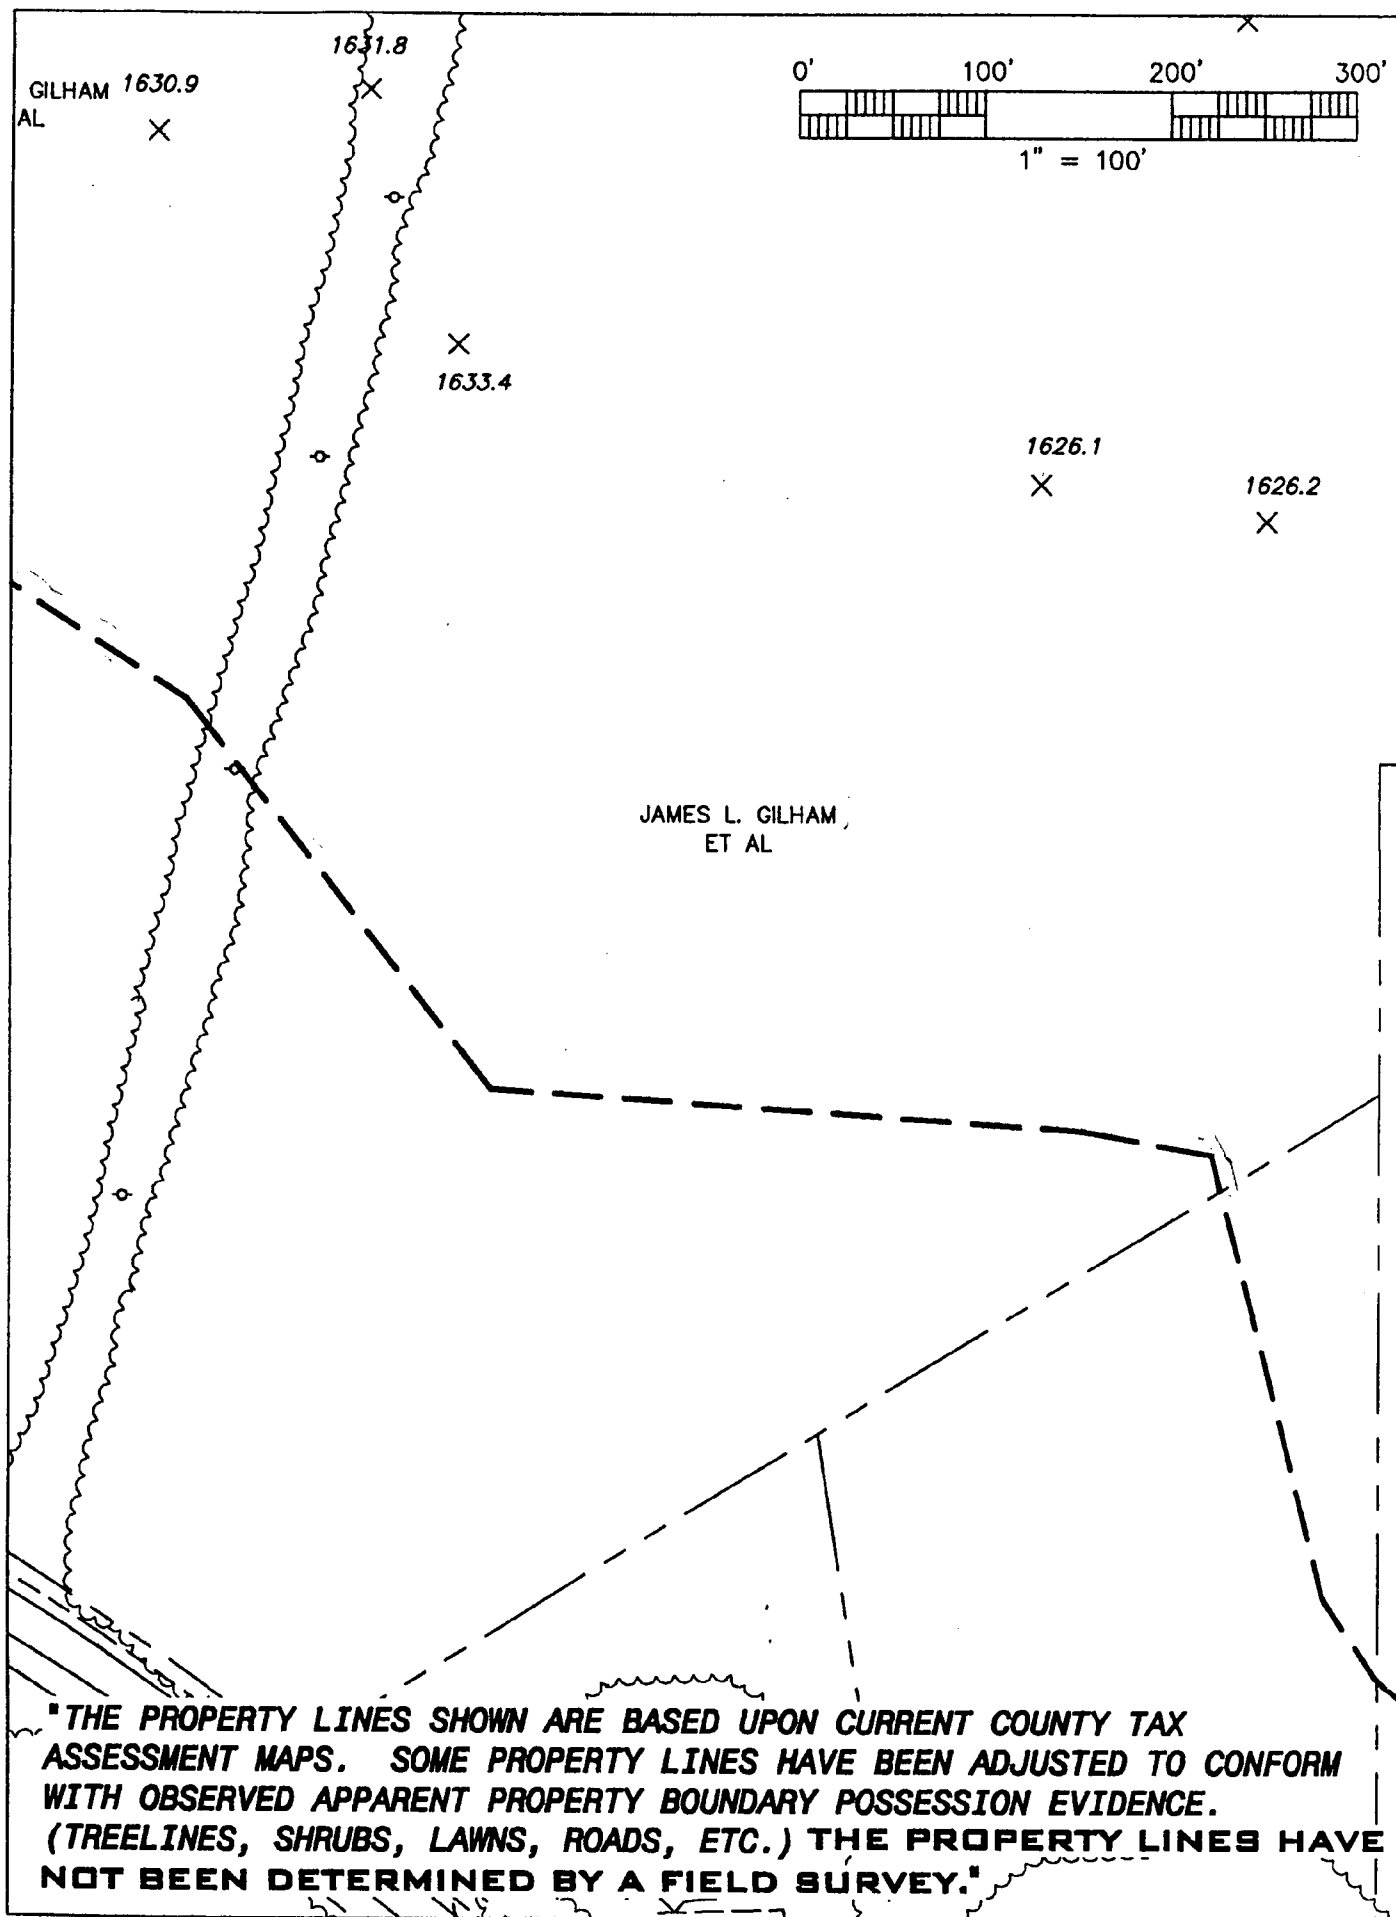 1631.8
GILHAM 1630.9
AL
0' 100' 200' 300'
1" = 100'
1633.4
1626.1
1626.2
JAMES L. GILHAM
ET AL
"THE PROPERTY LINES SHOWN ARE BASED UPON CURRENT COUNTY TAX
ASSESSMENT MAPS. SOME PROPERTY LINES HAVE BEEN ADJUSTED TO CONFORM
WITH OBSERVED APPARENT PROPERTY BOUNDARY POSSESSION EVIDENCE.
(TREELINES, SHRUBS, LAWNS, ROADS, ETC.) THE PROPERTY LINES HAVE
NOT BEEN DETERMINED BY A FIELD SURVEY."